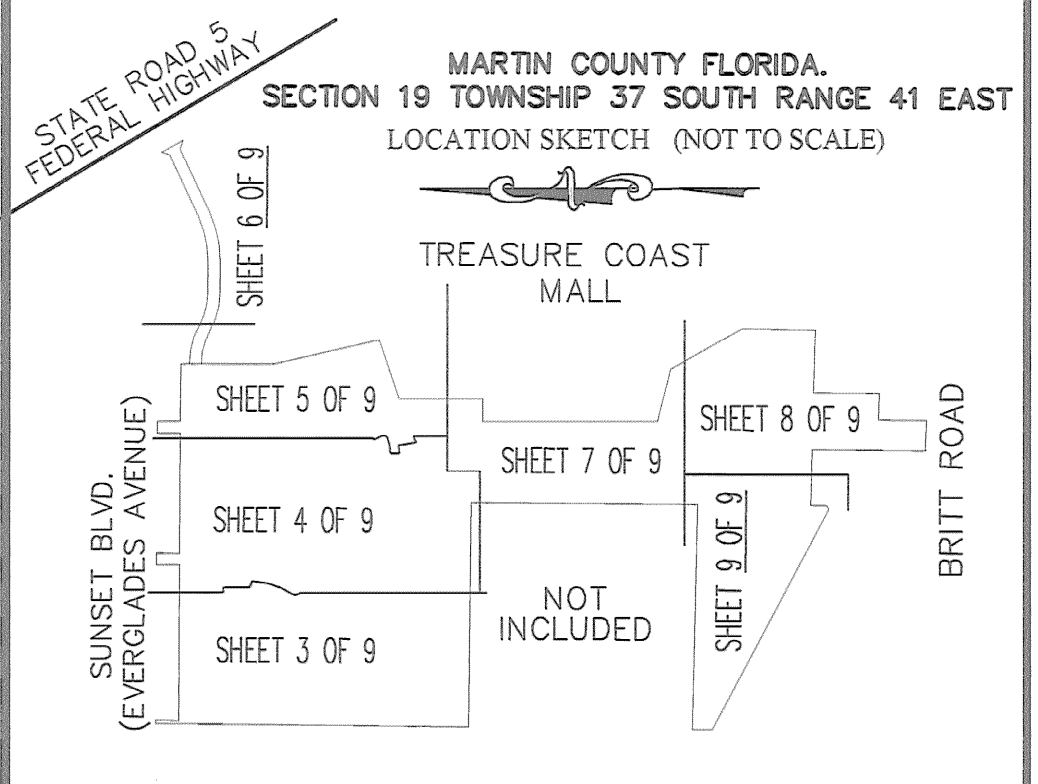 STATE ROAD 5
FEDERAL HIGHWAY
MARTIN COUNTY FLORIDA.
SECTION 19 TOWNSHIP 37 SOUTH RANGE 41 EAST
LOCATION SKETCH (NOT TO SCALE)
N
SHEET 6 OF 9
TREASURE COAST
MALL
SHEET 5 OF 9
SHEET 8 OF 9
SHEET 7 OF 9
BRITT ROAD
SUNSET BLVD.
(EVERGLADES AVENUE)
SHEET 4 OF 9
SHEET 9 OF 9
NOT
INCLUDED
SHEET 3 OF 9